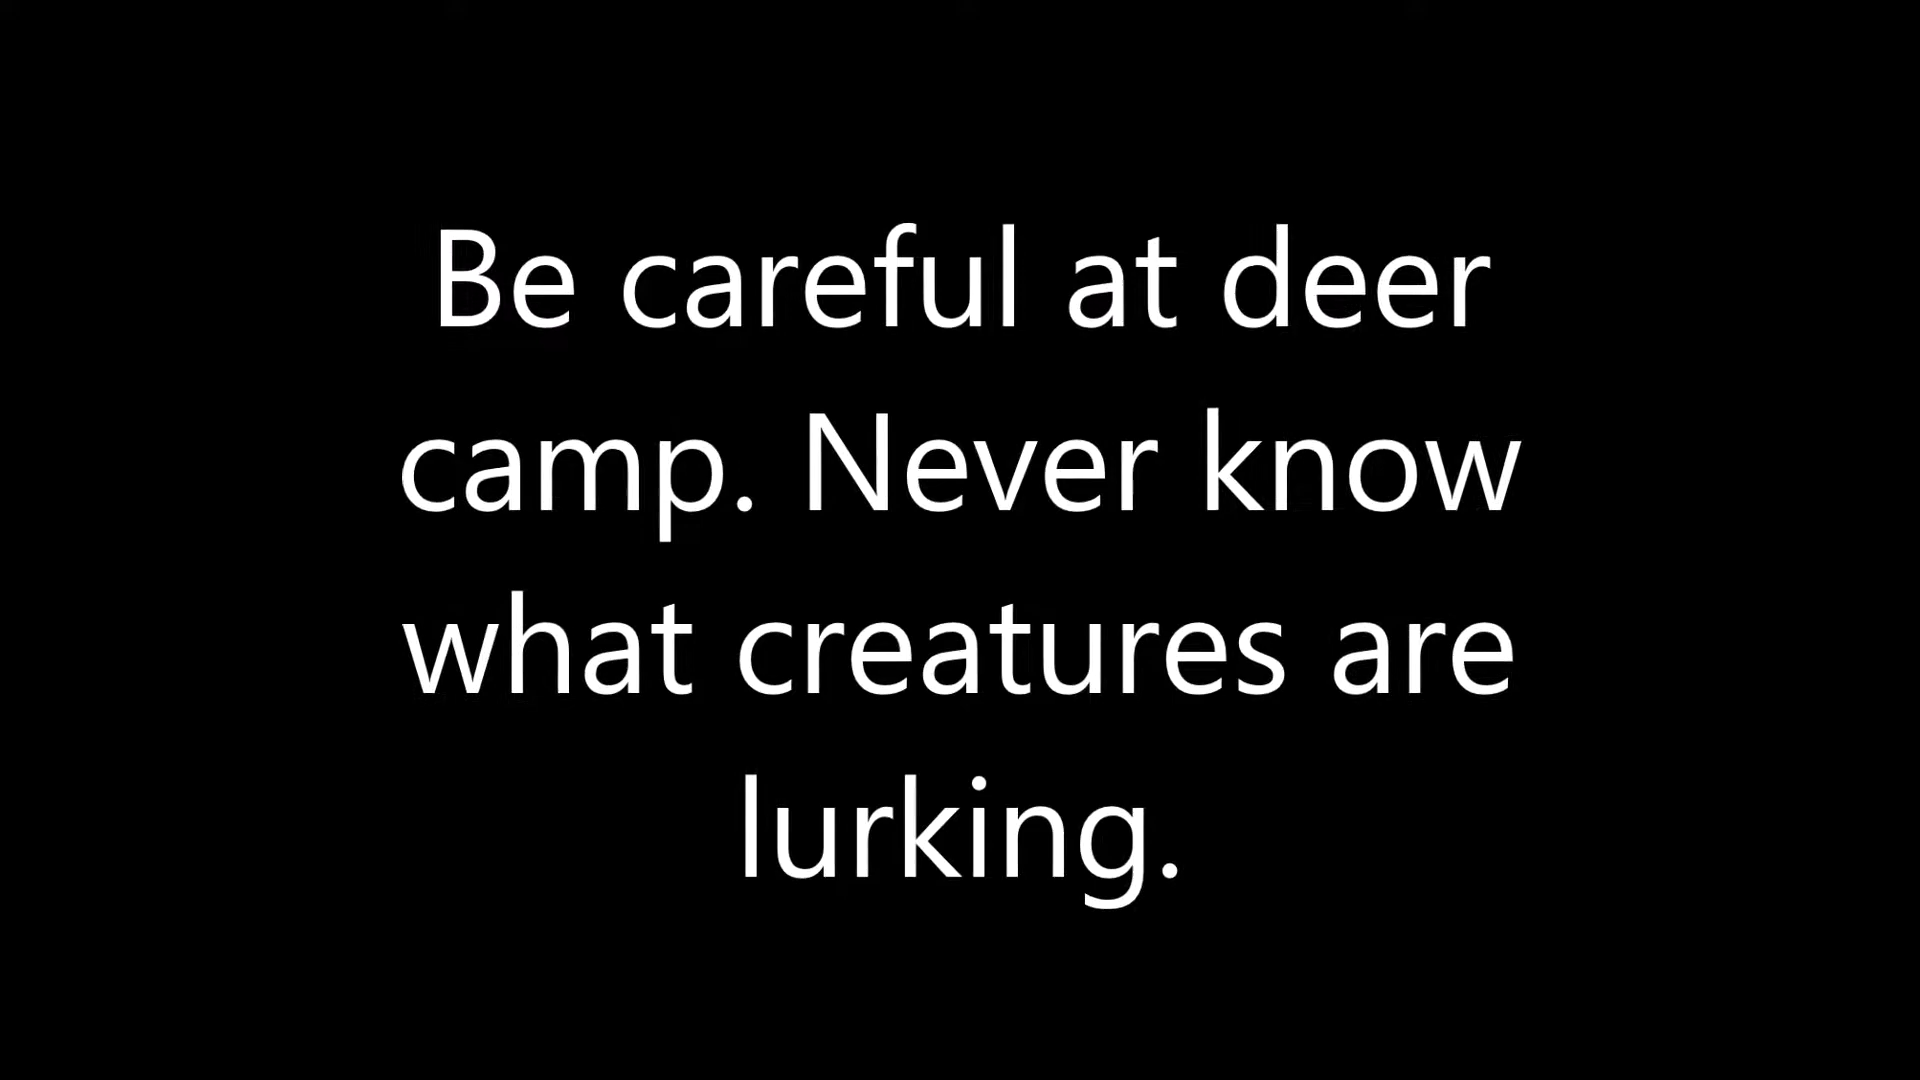 Be careful at deer
camp. Never know
what creatures are
lurking.